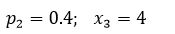 p₂ = 0.4;   x₃ = 4